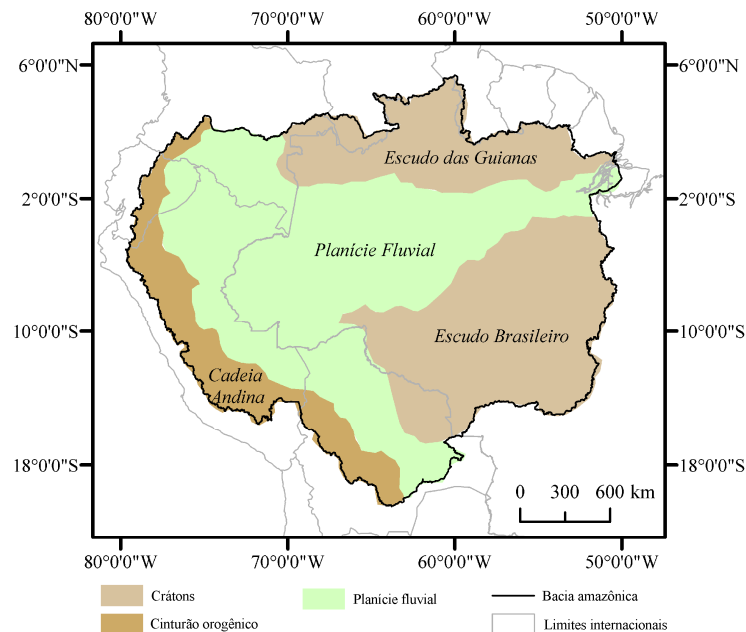 80°0'0"W 70°0'0"W 60°0'0"W 50°0'0"W
6°0'0"N 6°0'0"N
Escudo das Guianas
2°0'0"S 2°0'0"S
Planície Fluvial
10°0'0"S 10°0'0"S
Escudo Brasileiro
Cadeia
Andina
18°0'0"S 18°0'0"S
0 300 600 km
80°0'0"W 70°0'0"W 60°0'0"W 50°0'0"W
Crátons Planície fluvial Bacia amazônica
Cinturão orogênico Limites internacionais